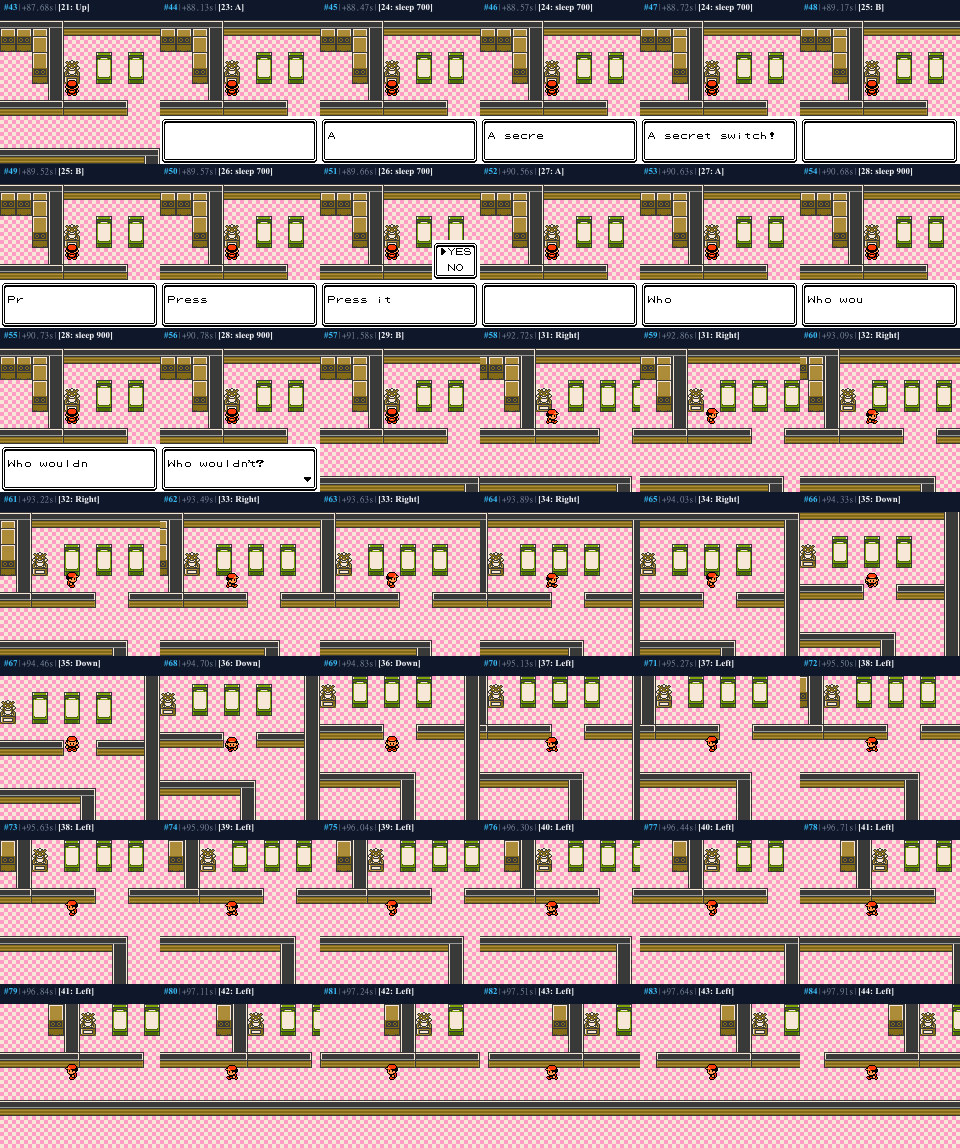 #43|+87.68s| [21: Up]
#44|+88.13s| [23: A]
#45|+88.47s| [24: sleep 700]
#46|+88.57s| [24: sleep 700]
#47|+88.72s| [24: sleep 700]
#48|+89.17s| [25: B]
A
A secre
A secret switch!
#49|+89.52s| [25: B]
#50|+89.57s| [26: sleep 700]
#51|+89.66s| [26: sleep 700]
#52|+90.56s| [27: A]
#53|+90.63s| [27: A]
#54|+90.68s| [28: sleep 900]
YES
NO
Pr
Press
Press it
Who
Who wou
#55|+90.73s| [28: sleep 900]
#56|+90.78s| [28: sleep 900]
#57|+91.58s| [29: B]
#58|+92.72s| [31: Right]
#59|+92.86s| [31: Right]
#60|+93.09s| [32: Right]
Who wouldn
Who wouldn't?
#61|+93.22s| [32: Right]
#62|+93.49s| [33: Right]
#63|+93.63s| [33: Right]
#64|+93.89s| [34: Right]
#65|+94.03s| [34: Right]
#66|+94.33s| [35: Down]
#67|+94.46s| [35: Down]
#68|+94.70s| [36: Down]
#69|+94.83s| [36: Down]
#70|+95.13s| [37: Left]
#71|+95.27s| [37: Left]
#72|+95.50s| [38: Left]
#73|+95.63s| [38: Left]
#74|+95.90s| [39: Left]
#75|+96.04s| [39: Left]
#76|+96.30s| [40: Left]
#77|+96.44s| [40: Left]
#78|+96.71s| [41: Left]
#79|+96.84s| [41: Left]
#80|+97.11s| [42: Left]
#81|+97.24s| [42: Left]
#82|+97.51s| [43: Left]
#83|+97.64s| [43: Left]
#84|+97.91s| [44: Left]